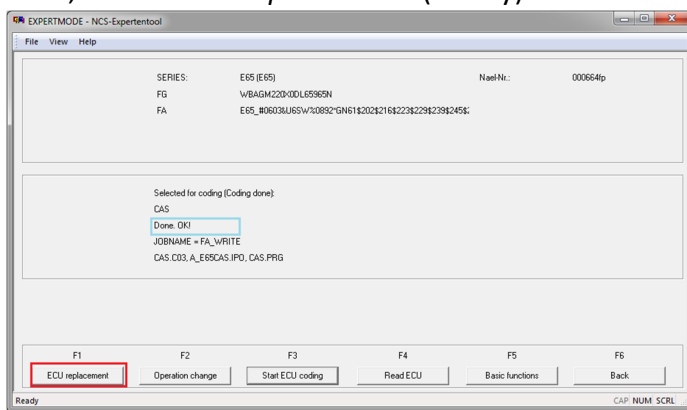 EXPERTMODE - NCS-Expertentool
File View Help
SERIES: E65 (E65) Nael-Nr.: 000664fp
FG WBAGM220X0DL65965N
FA E65_#0603&U6SW%0892*GN61$202$216$223$229$239$245$
Selected for coding (Coding done):
CAS
Done. OK!
JOBNAME = FA_WRITE
CAS.C03, A_E65CAS.IPO, CAS.PRG
F1 F2 F3 F4 F5 F6
ECU replacement Operation change Start ECU coding Read ECU Basic functions Back
Ready CAP NUM SCRL